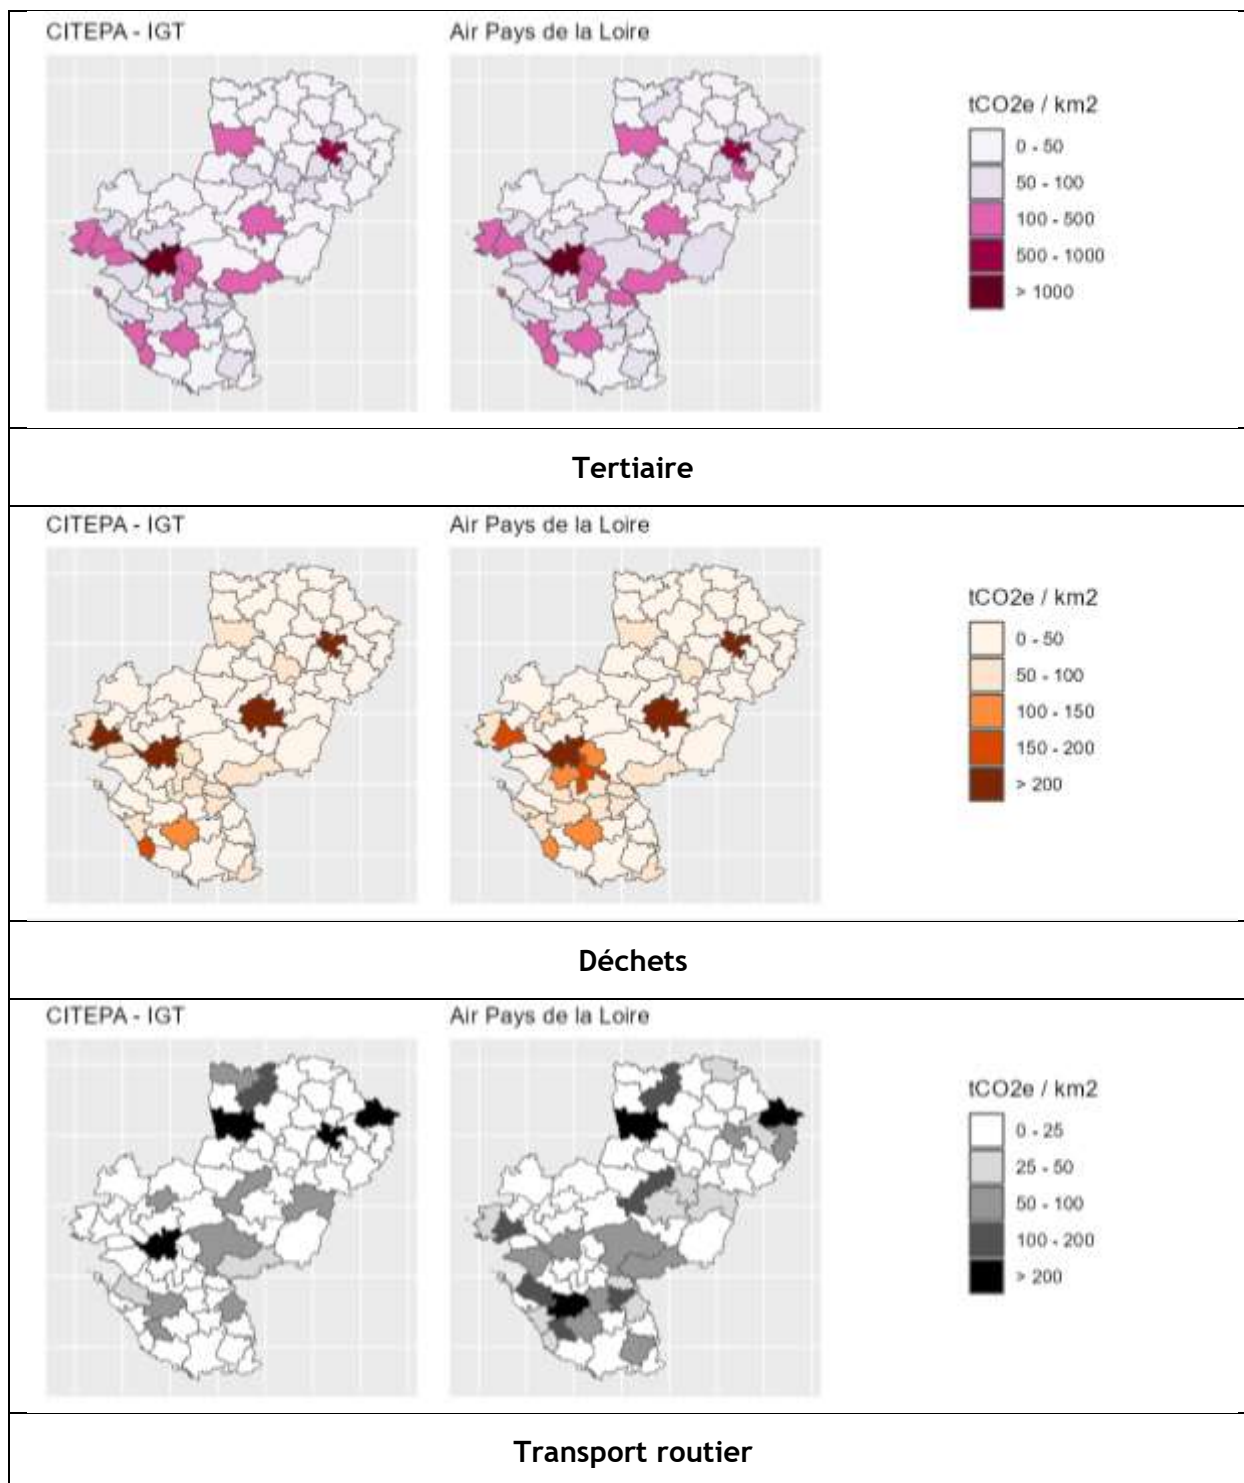 CITEPA - IGT
Air Pays de la Loire
tCO2e / km2
0 - 50
50 - 100
100 - 500
500 - 1000
> 1000
Tertiaire
CITEPA - IGT
Air Pays de la Loire
tCO2e / km2
0 - 50
50 - 100
100 - 150
150 - 200
> 200
Déchets
CITEPA - IGT
Air Pays de la Loire
tCO2e / km2
0 - 25
25 - 50
50 - 100
100 - 200
> 200
Transport routier